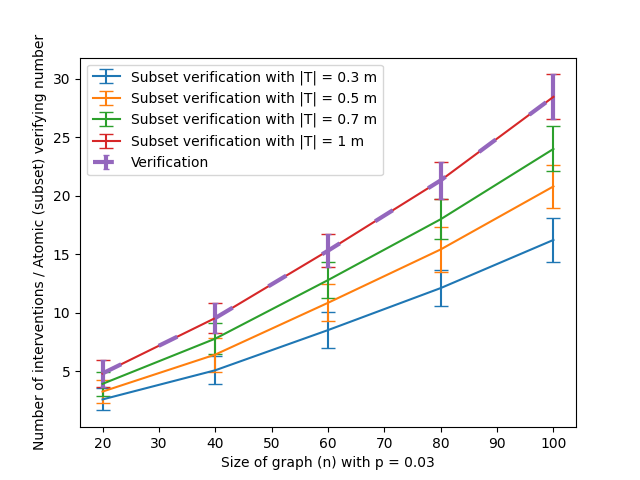 Number of interventions / Atomic (subset) verifying number
30
25
20
15
10
5
Subset verification with |T| = 0.3 m
Subset verification with |T| = 0.5 m
Subset verification with |T| = 0.7 m
Subset verification with |T| = 1 m
Verification
20 30 40 50 60 70 80 90 100
Size of graph (n) with p = 0.03